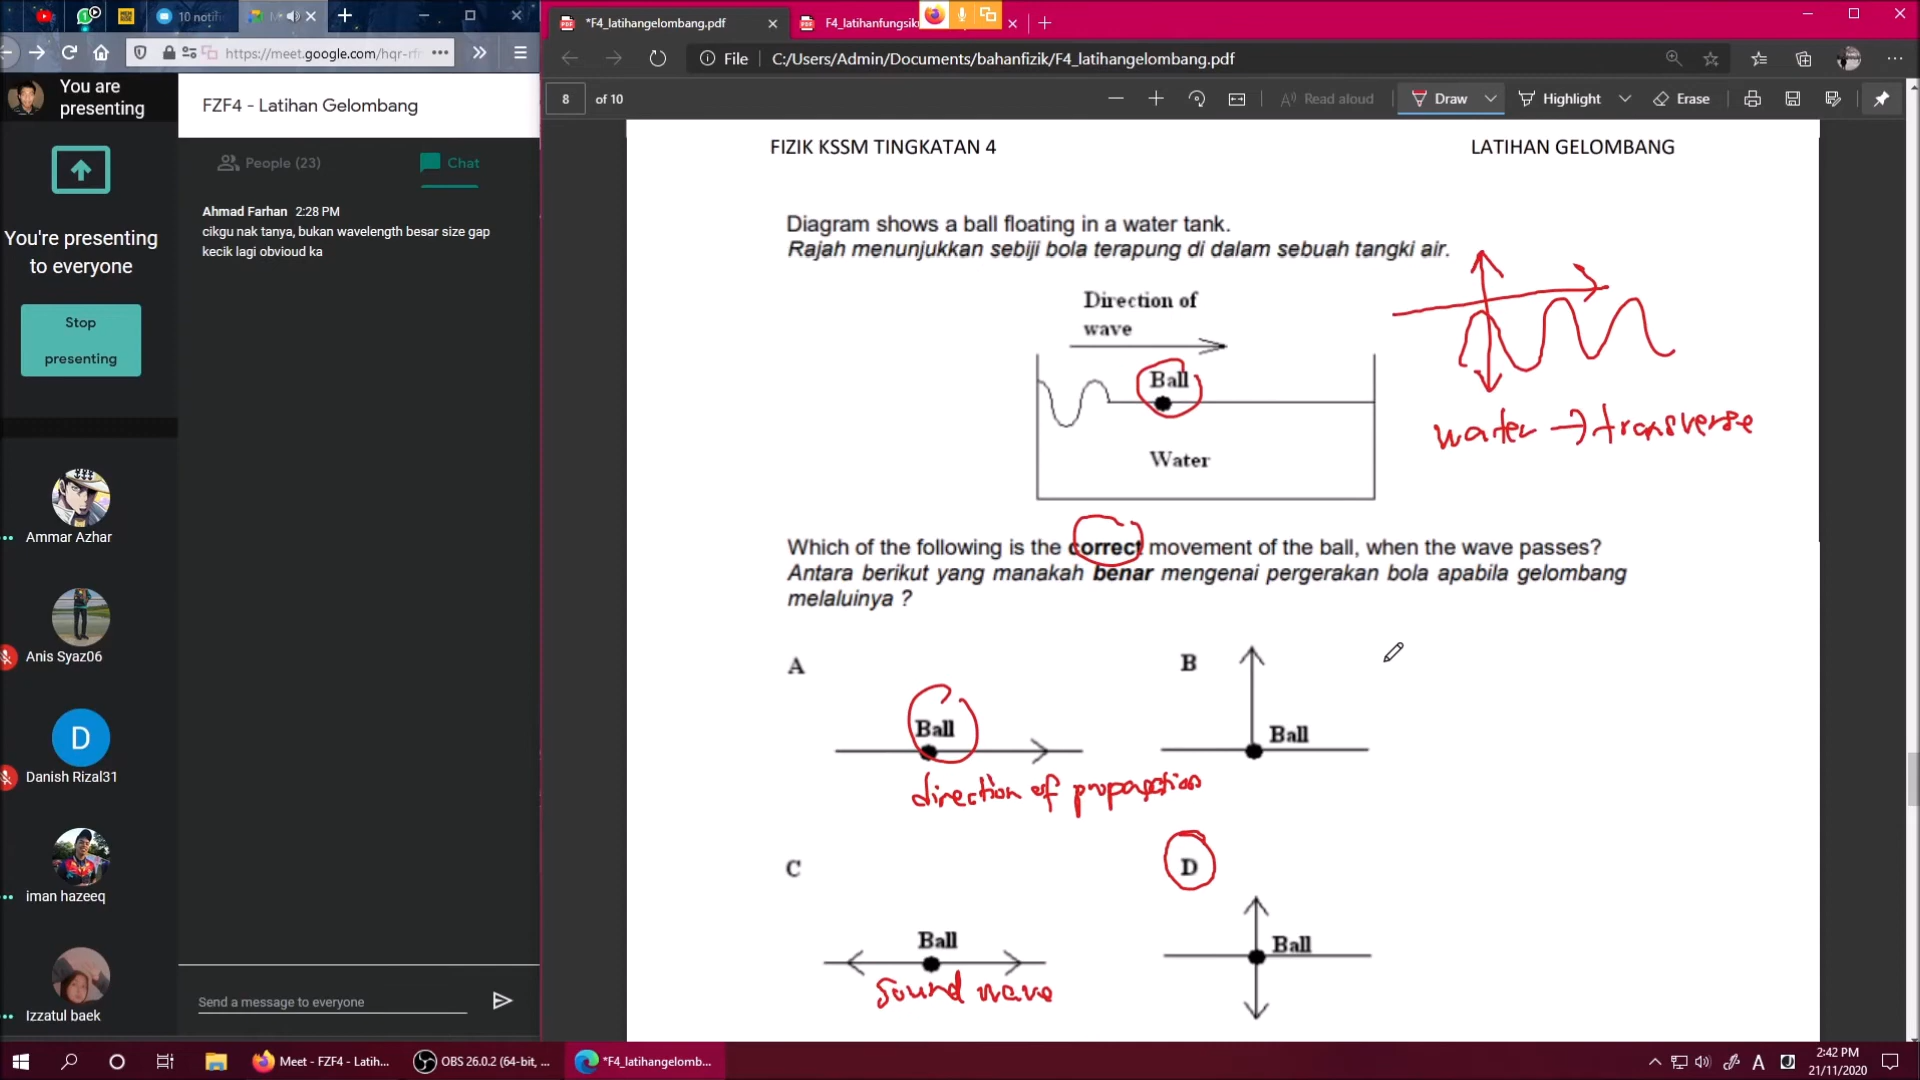 10 notifi
https://meet.google.com/hqr-rfi
You are
presenting
FZF4 - Latihan Gelombang
People (23)
Chat
Ahmad Farhan 2:28 PM
cikgu nak tanya, bukan wavelength besar size gap
kecik lagi obvioud ka
You're presenting
to everyone
Stop
presenting
Ammar Azhar
Anis Syaz06
D
Danish Rizal31
iman hazeeq
Izzatul baek
Send a message to everyone
*F4_latihangelombang.pdf
F4_latihanfungsiku
File
C:/Users/Admin/Documents/bahanfizik/F4_latihangelombang.pdf
8 of 10
Read aloud
Draw
Highlight
Erase
FIZIK KSSM TINGKATAN 4
LATIHAN GELOMBANG
Diagram shows a ball floating in a water tank.
Rajah menunjukkan sebiji bola terapung di dalam sebuah tangki air.
Direction of
wave
Ball
Water
water → transverse
Which of the following is the correct movement of the ball, when the wave passes?
Antara berikut yang manakah benar mengenai pergerakan bola apabila gelombang
melaluinya ?
A
Ball
direction of propagation
B
Ball
C
Ball
sound wave
D
Ball
Meet - FZF4 - Latih...
OBS 26.0.2 (64-bit, ...
*F4_latihangelomb...
A
2:42 PM
21/11/2020